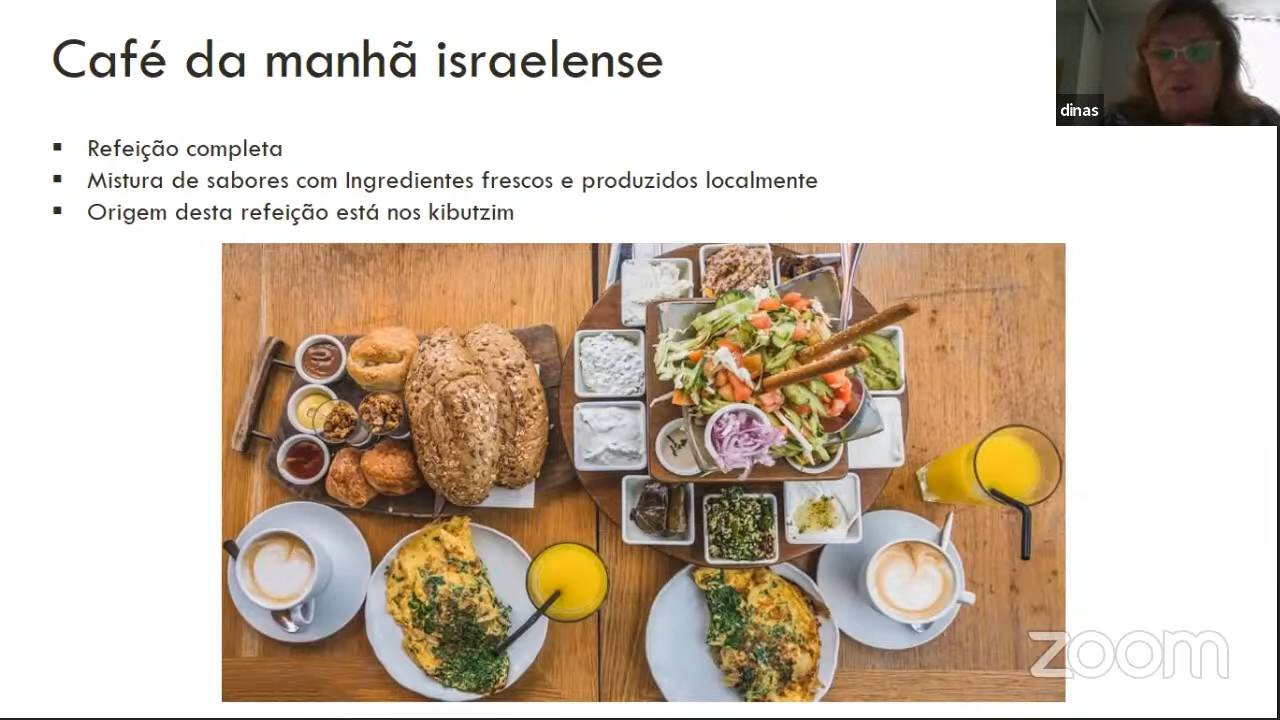 Café da manhã israelense
dinas
▪ Refeição completa
▪ Mistura de sabores com Ingredientes frescos e produzidos localmente
▪ Origem desta refeição está nos kibutzim
zoom